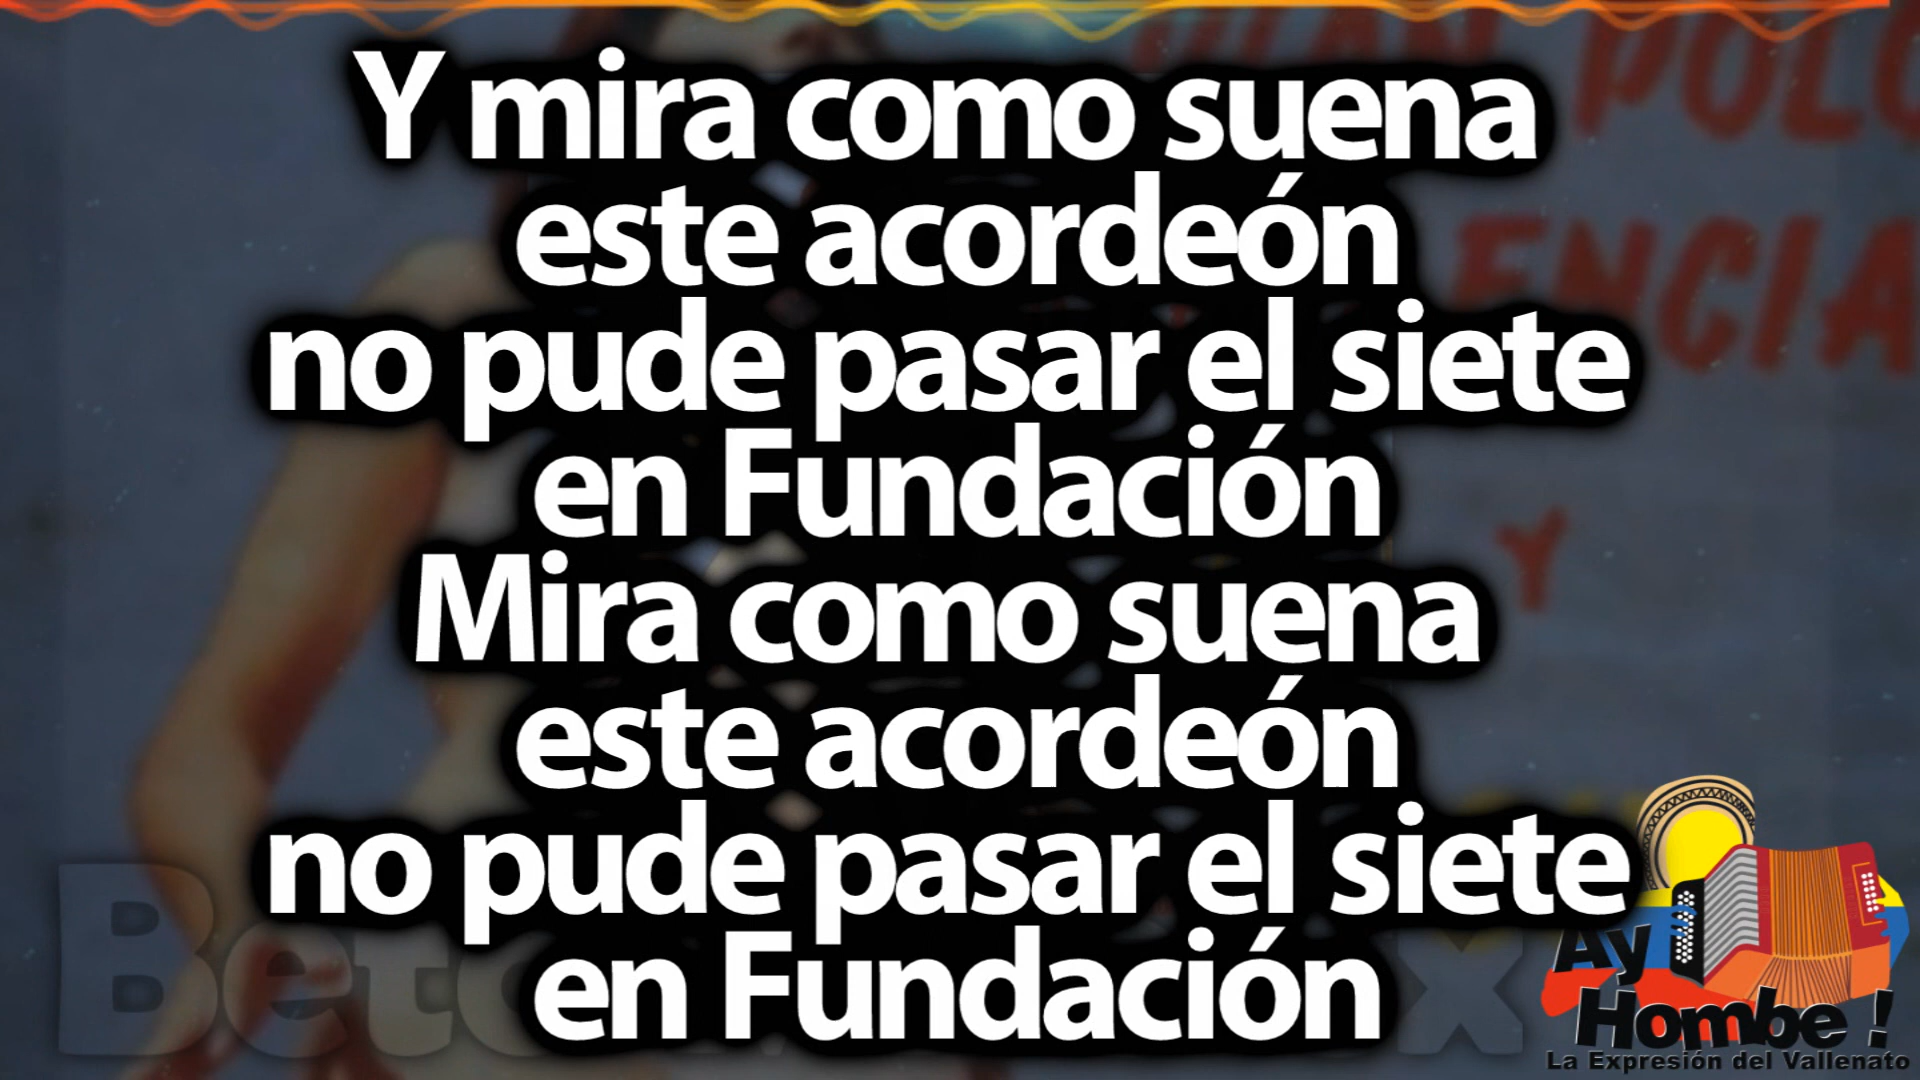 Y mira como suena
este acordeón
no pude pasar el siete
en Fundación
Mira como suena
este acordeón
no pude pasar el siete
en Fundación
Ay
Hombe !
La Expresión del Vallenato